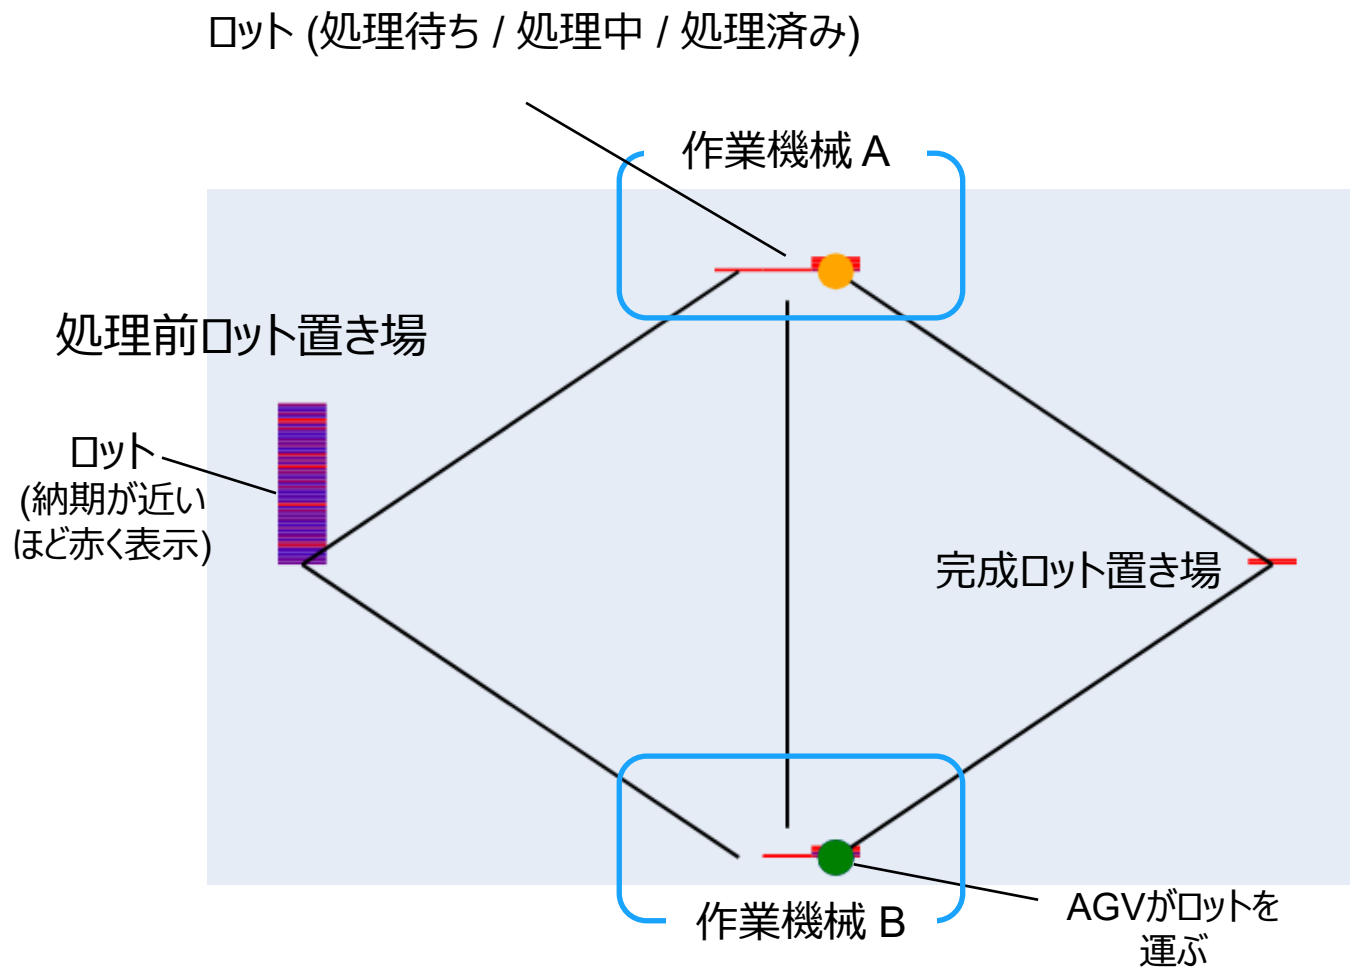 ロット (処理待ち / 処理中 / 処理済み)
作業機械 A
処理前ロット置き場
ロット
(納期が近い
ほど赤く表示)
完成ロット置き場
作業機械 B
AGVがロットを
運ぶ